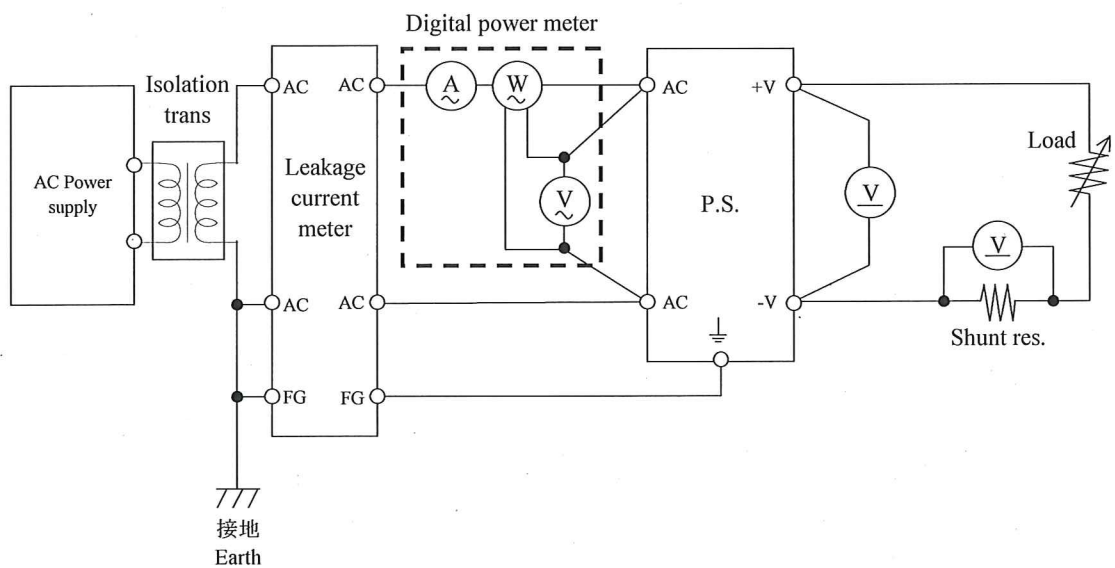 Digital power meter
Isolation
trans
AC Power
supply
AC
AC
Leakage
current
meter
AC
AC
FG
FG
A
W
V
AC
P.S.
AC
+V
-V
V
Load
V
Shunt res.
接地
Earth